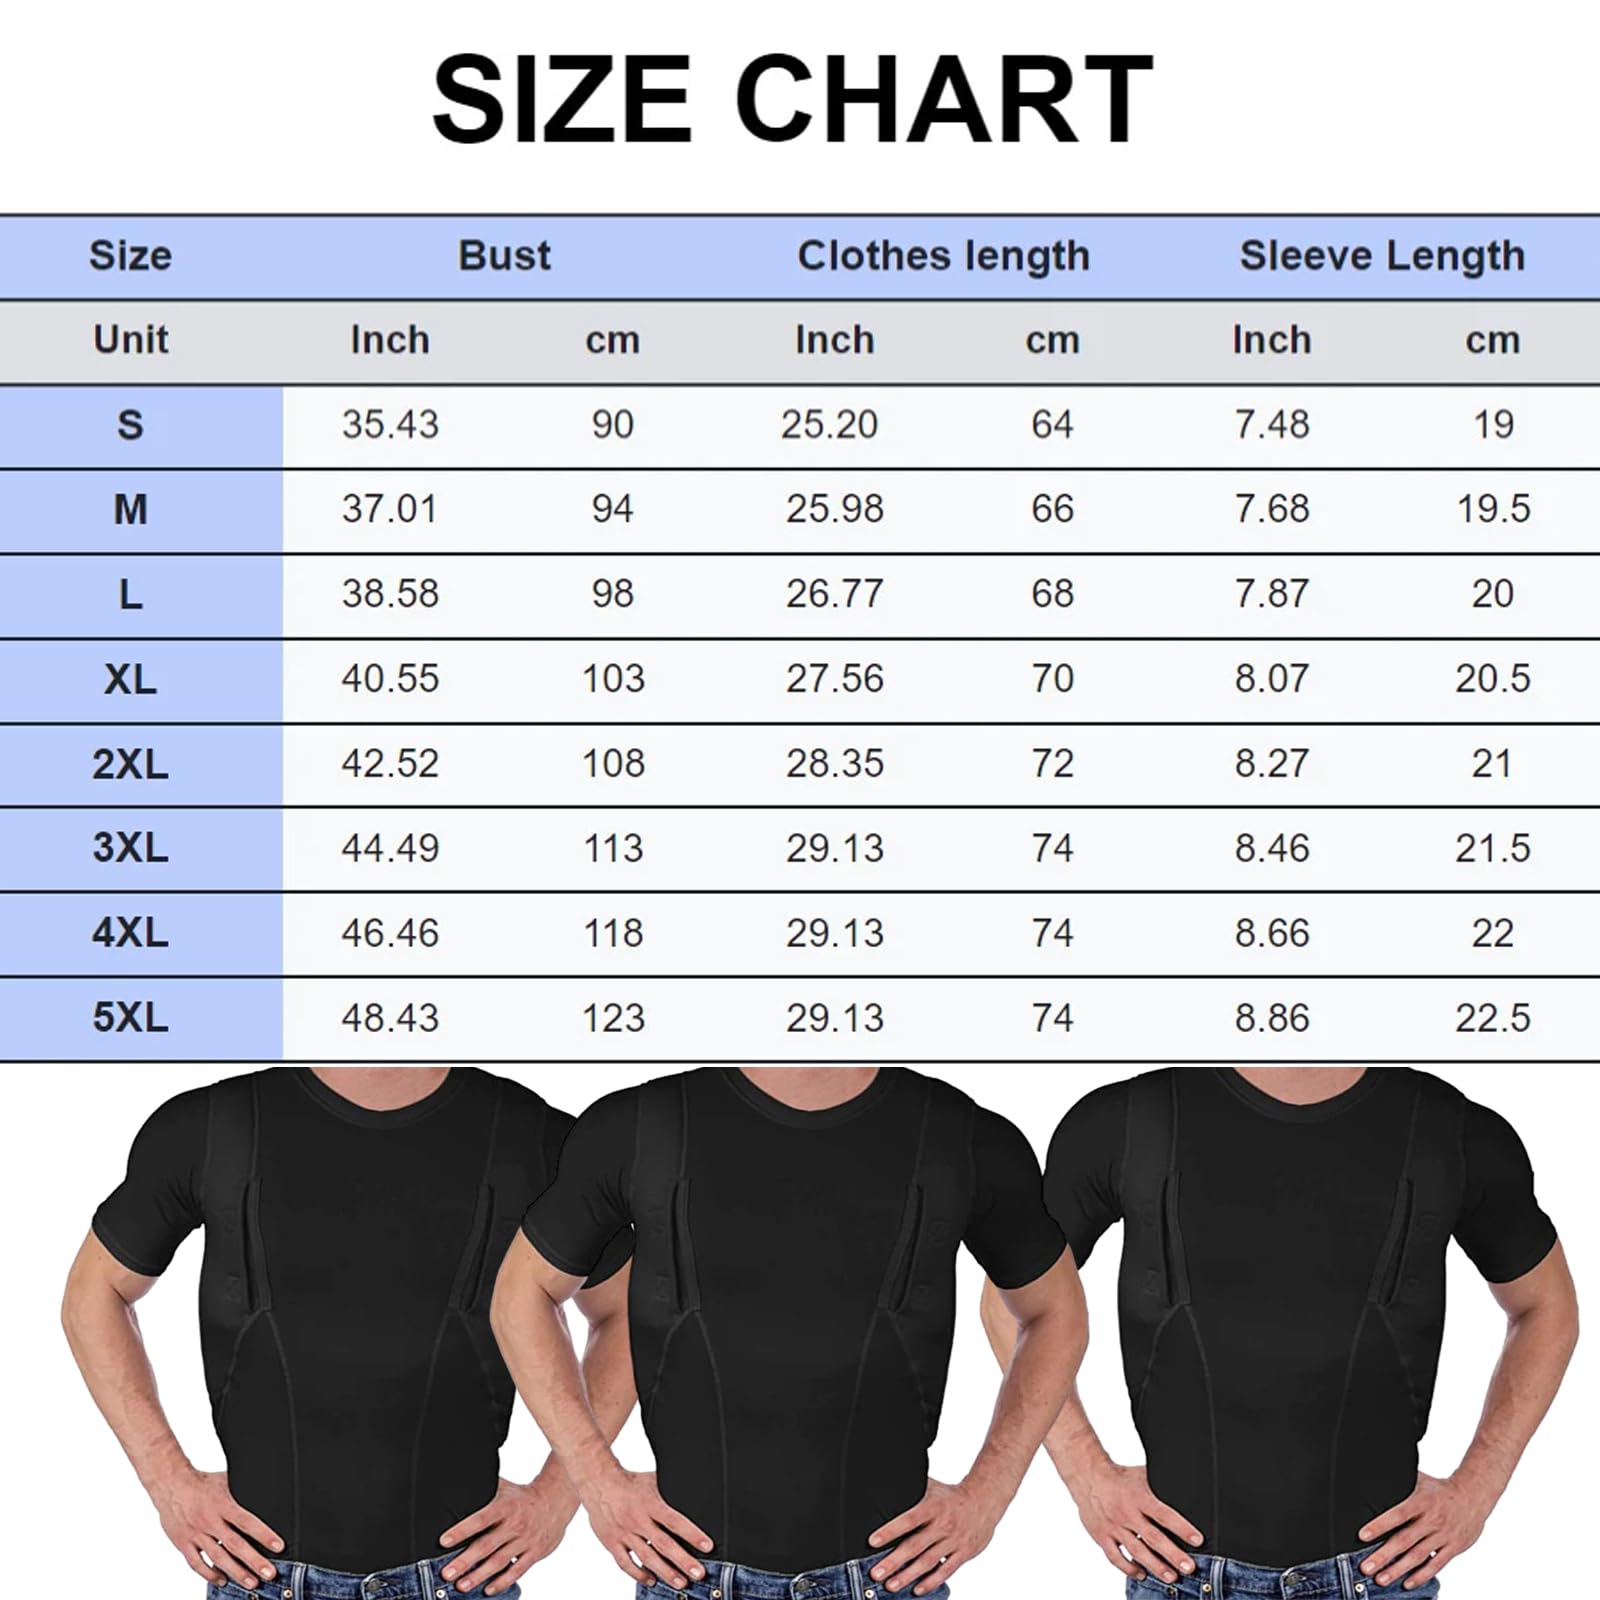 SIZE CHART
Size Bust Clothes length Sleeve Length
Unit Inch cm Inch cm Inch cm
S 35.43 90 25.20 64 7.48 19
M 37.01 94 25.98 66 7.68 19.5
L 38.58 98 26.77 68 7.87 20
XL 40.55 103 27.56 70 8.07 20.5
2XL 42.52 108 28.35 72 8.27 21
3XL 44.49 113 29.13 74 8.46 21.5
4XL 46.46 118 29.13 74 8.66 22
5XL 48.43 123 29.13 74 8.86 22.5